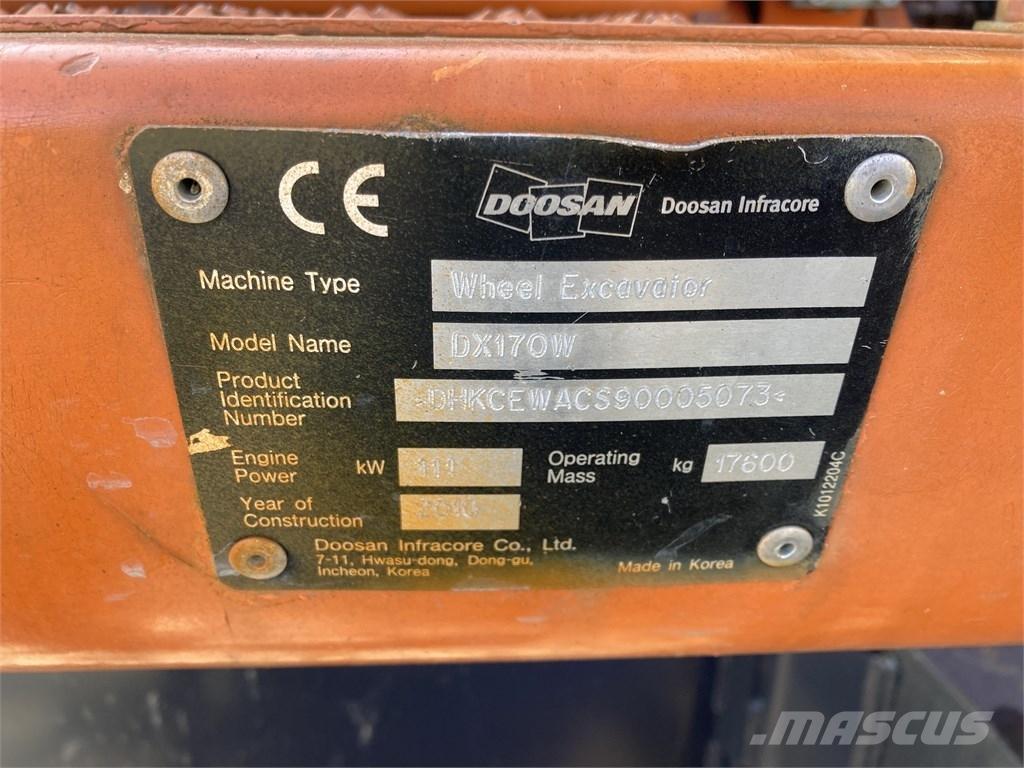 CE
DOOSAN Doosan Infracore
Machine Type Wheel Excavator
Model Name DX170W
Product
Identification DHKCEWACS90005073
Number
Engine
Power kW 111
Operating
Mass kg 17600
Year of
Construction 2010
K1012204C
Doosan Infracore Co., Ltd.
7-11, Hwasu-dong, Dong-gu,
Incheon, Korea
Made in Korea
MASCUS